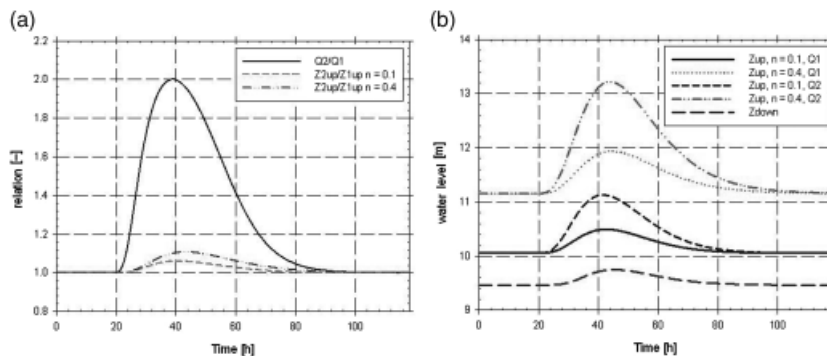 (a)
2.2
2.0
1.8
1.6
1.4
1.2
1.0
0.8
relation [–]
0 20 40 60 80 100
Time [h]
Q2/Q1
Z2up/Z1up n = 0.1
Z2up/Z1up n = 0.4
(b)
14
13
12
11
10
9
water level [m]
0 20 40 60 80 100
Time [h]
Zup, n = 0.1, Q1
Zup, n = 0.4, Q1
Zup, n = 0.1, Q2
Zup, n = 0.4, Q2
Zdown